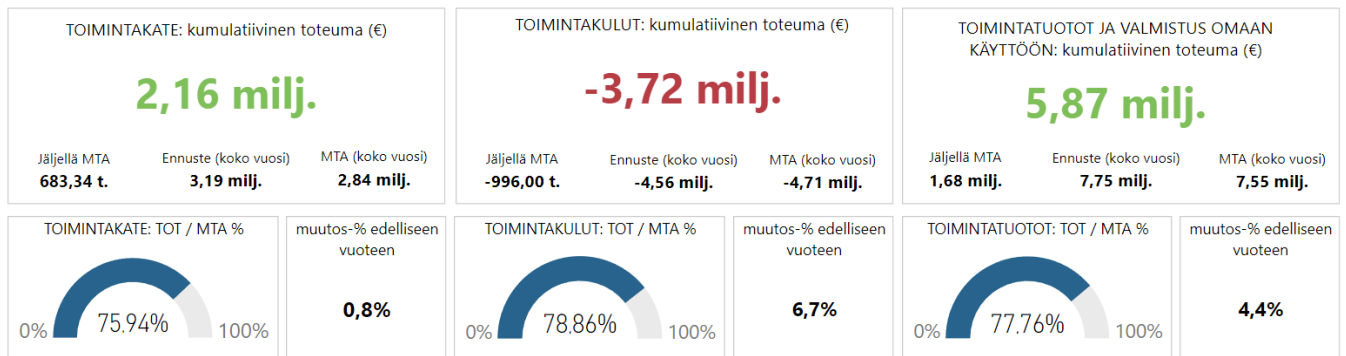 TOIMINTAKATE: kumulatiivinen toteuma (€)
2,16 milj.
Jäljellä MTA
683,34 t.
Ennuste (koko vuosi)
3,19 milj.
MTA (koko vuosi)
2,84 milj.
TOIMINTAKULUT: kumulatiivinen toteuma (€)
-3,72 milj.
Jäljellä MTA
-996,00 t.
Ennuste (koko vuosi)
-4,56 milj.
MTA (koko vuosi)
-4,71 milj.
TOIMINTATUOTOT JA VALMISTUS OMAAN
KÄYTTÖÖN: kumulatiivinen toteuma (€)
5,87 milj.
Jäljellä MTA
1,68 milj.
Ennuste (koko vuosi)
7,75 milj.
MTA (koko vuosi)
7,55 milj.
TOIMINTAKATE: TOT / MTA %
0%
75.94%
100%
muutos-% edelliseen
vuoteen
0,8%
TOIMINTAKULUT: TOT / MTA %
0%
78.86%
100%
muutos-% edelliseen
vuoteen
6,7%
TOIMINTATUOTOT: TOT / MTA %
0%
77.76%
100%
muutos-% edelliseen
vuoteen
4,4%